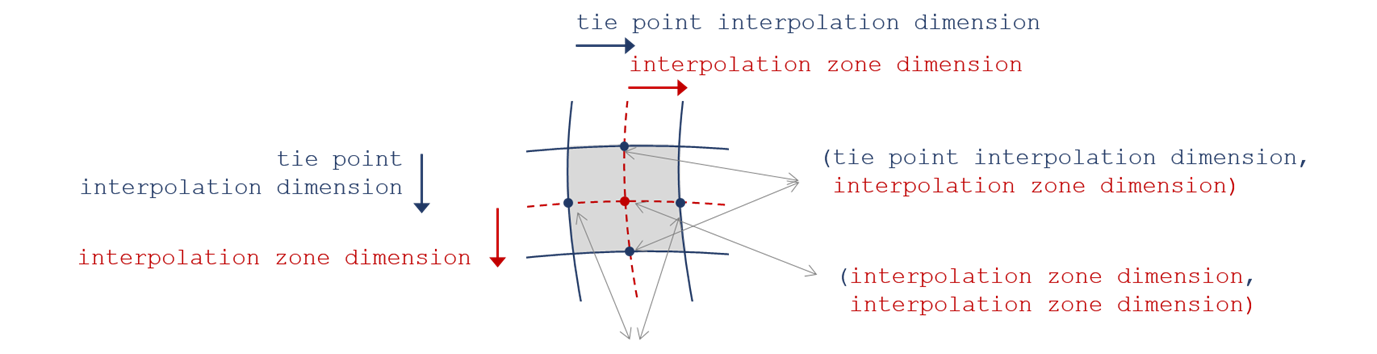 tie point interpolation dimension
interpolation zone dimension
tie point
interpolation dimension
interpolation zone dimension
(tie point interpolation dimension,
interpolation zone dimension)
(interpolation zone dimension,
interpolation zone dimension)